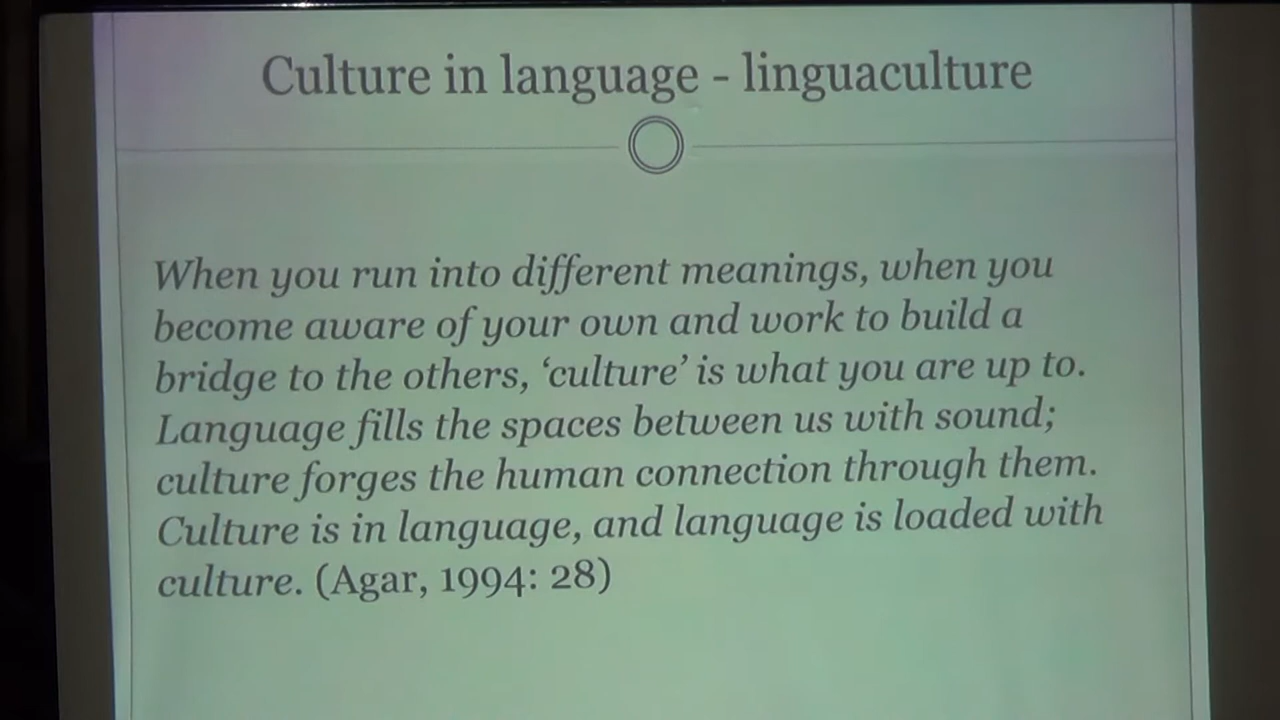 Culture in language - linguaculture
When you run into different meanings, when you
become aware of your own and work to build a
bridge to the others, ‘culture’ is what you are up to.
Language fills the spaces between us with sound;
culture forges the human connection through them.
Culture is in language, and language is loaded with
culture. (Agar, 1994: 28)